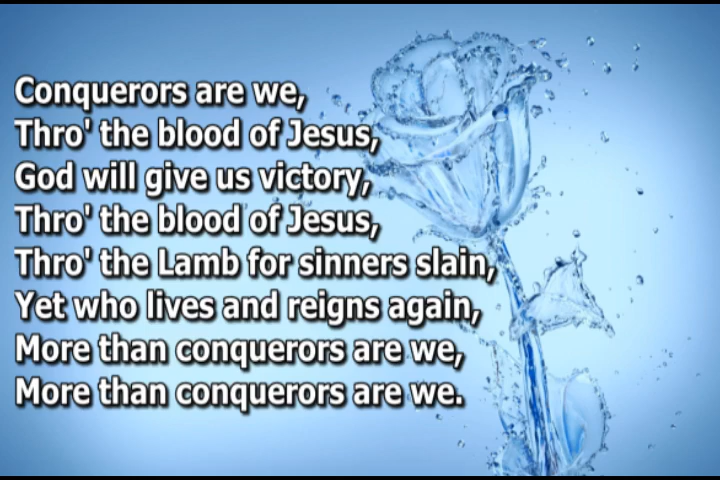 Conquerors are we,
Thro' the blood of Jesus,
God will give us victory,
Thro' the blood of Jesus,
Thro' the Lamb for sinners slain,
Yet who lives and reigns again,
More than conquerors are we,
More than conquerors are we.